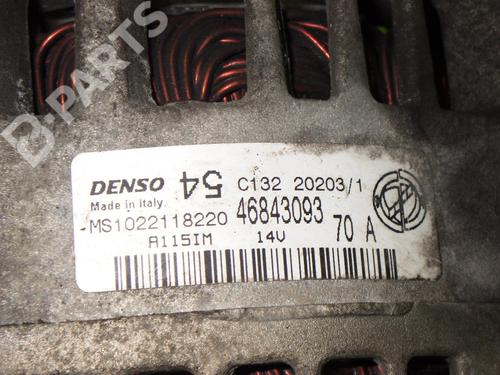 B-PARTS
DENSO 54 C132 20203/1
Made in Italy.
MS1022118220 46843093
A115IM 14V 70 A